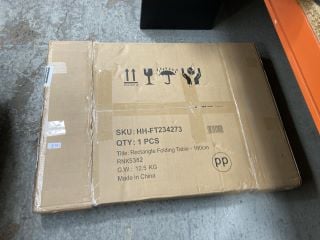 SKU: HH-FT234273
QTY: 1 PCS
Title: Rectangle Folding Table - 180cm
RNX5382
G.W.: 12.5 KG
Made in China
PP